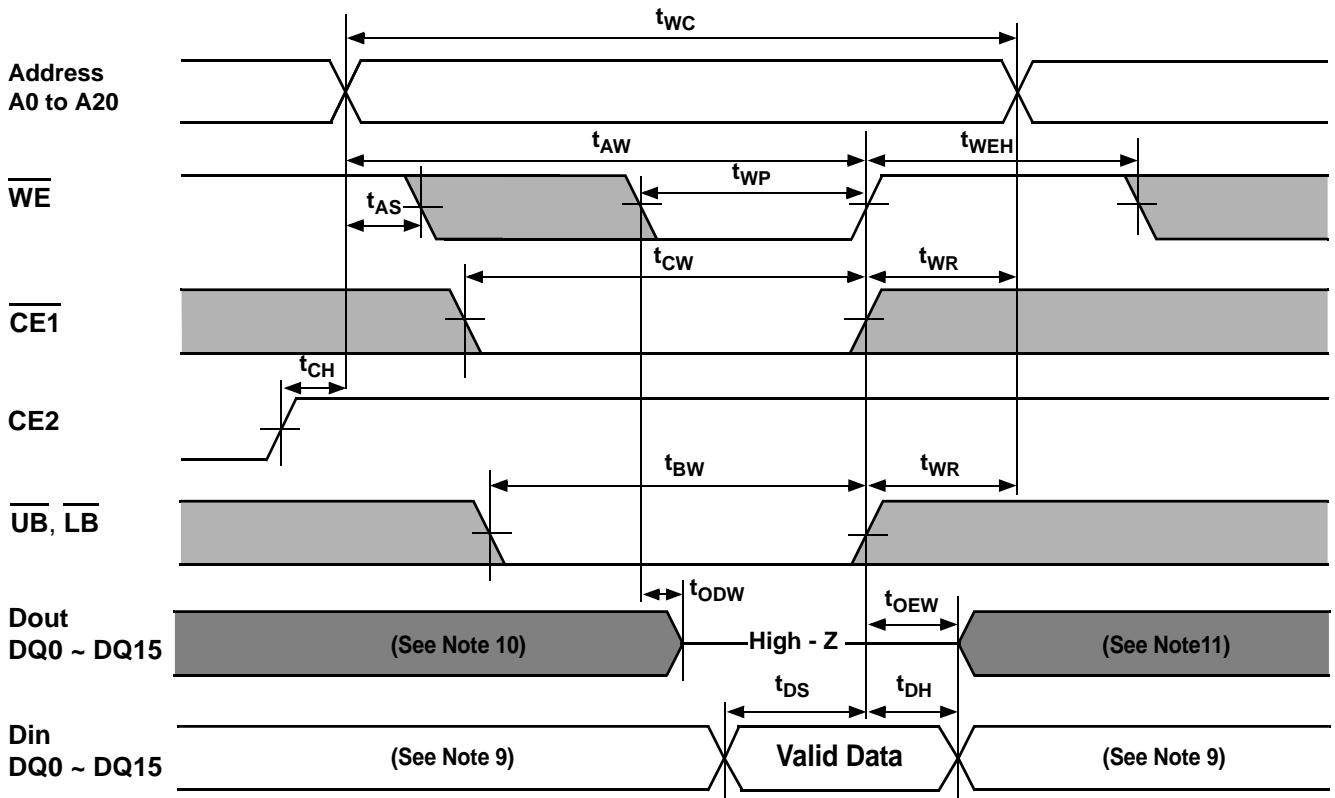 tWC
Address
A0 to A20
tAW
tWEH
WE
tWP
tAS
tCW
tWR
CE1
tCH
CE2
tBW
tWR
UB, LB
tODW
tOEW
Dout
DQ0 ~ DQ15
(See Note 10)
High - Z
(See Note11)
tDS
tDH
Din
DQ0 ~ DQ15
(See Note 9)
Valid Data
(See Note 9)